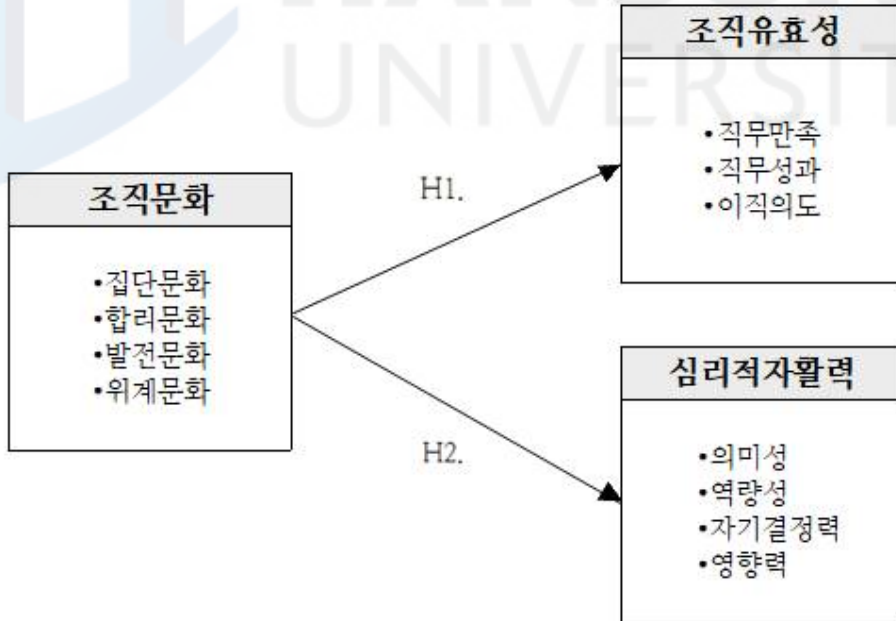 UNIVERSIT
조직유효성
•직무만족
•직무성과
•이직의도
H1.
조직문화
•집단문화
•합리문화
•발전문화
•위계문화
H2.
심리적자활력
•의미성
•역량성
•자기결정력
•영향력